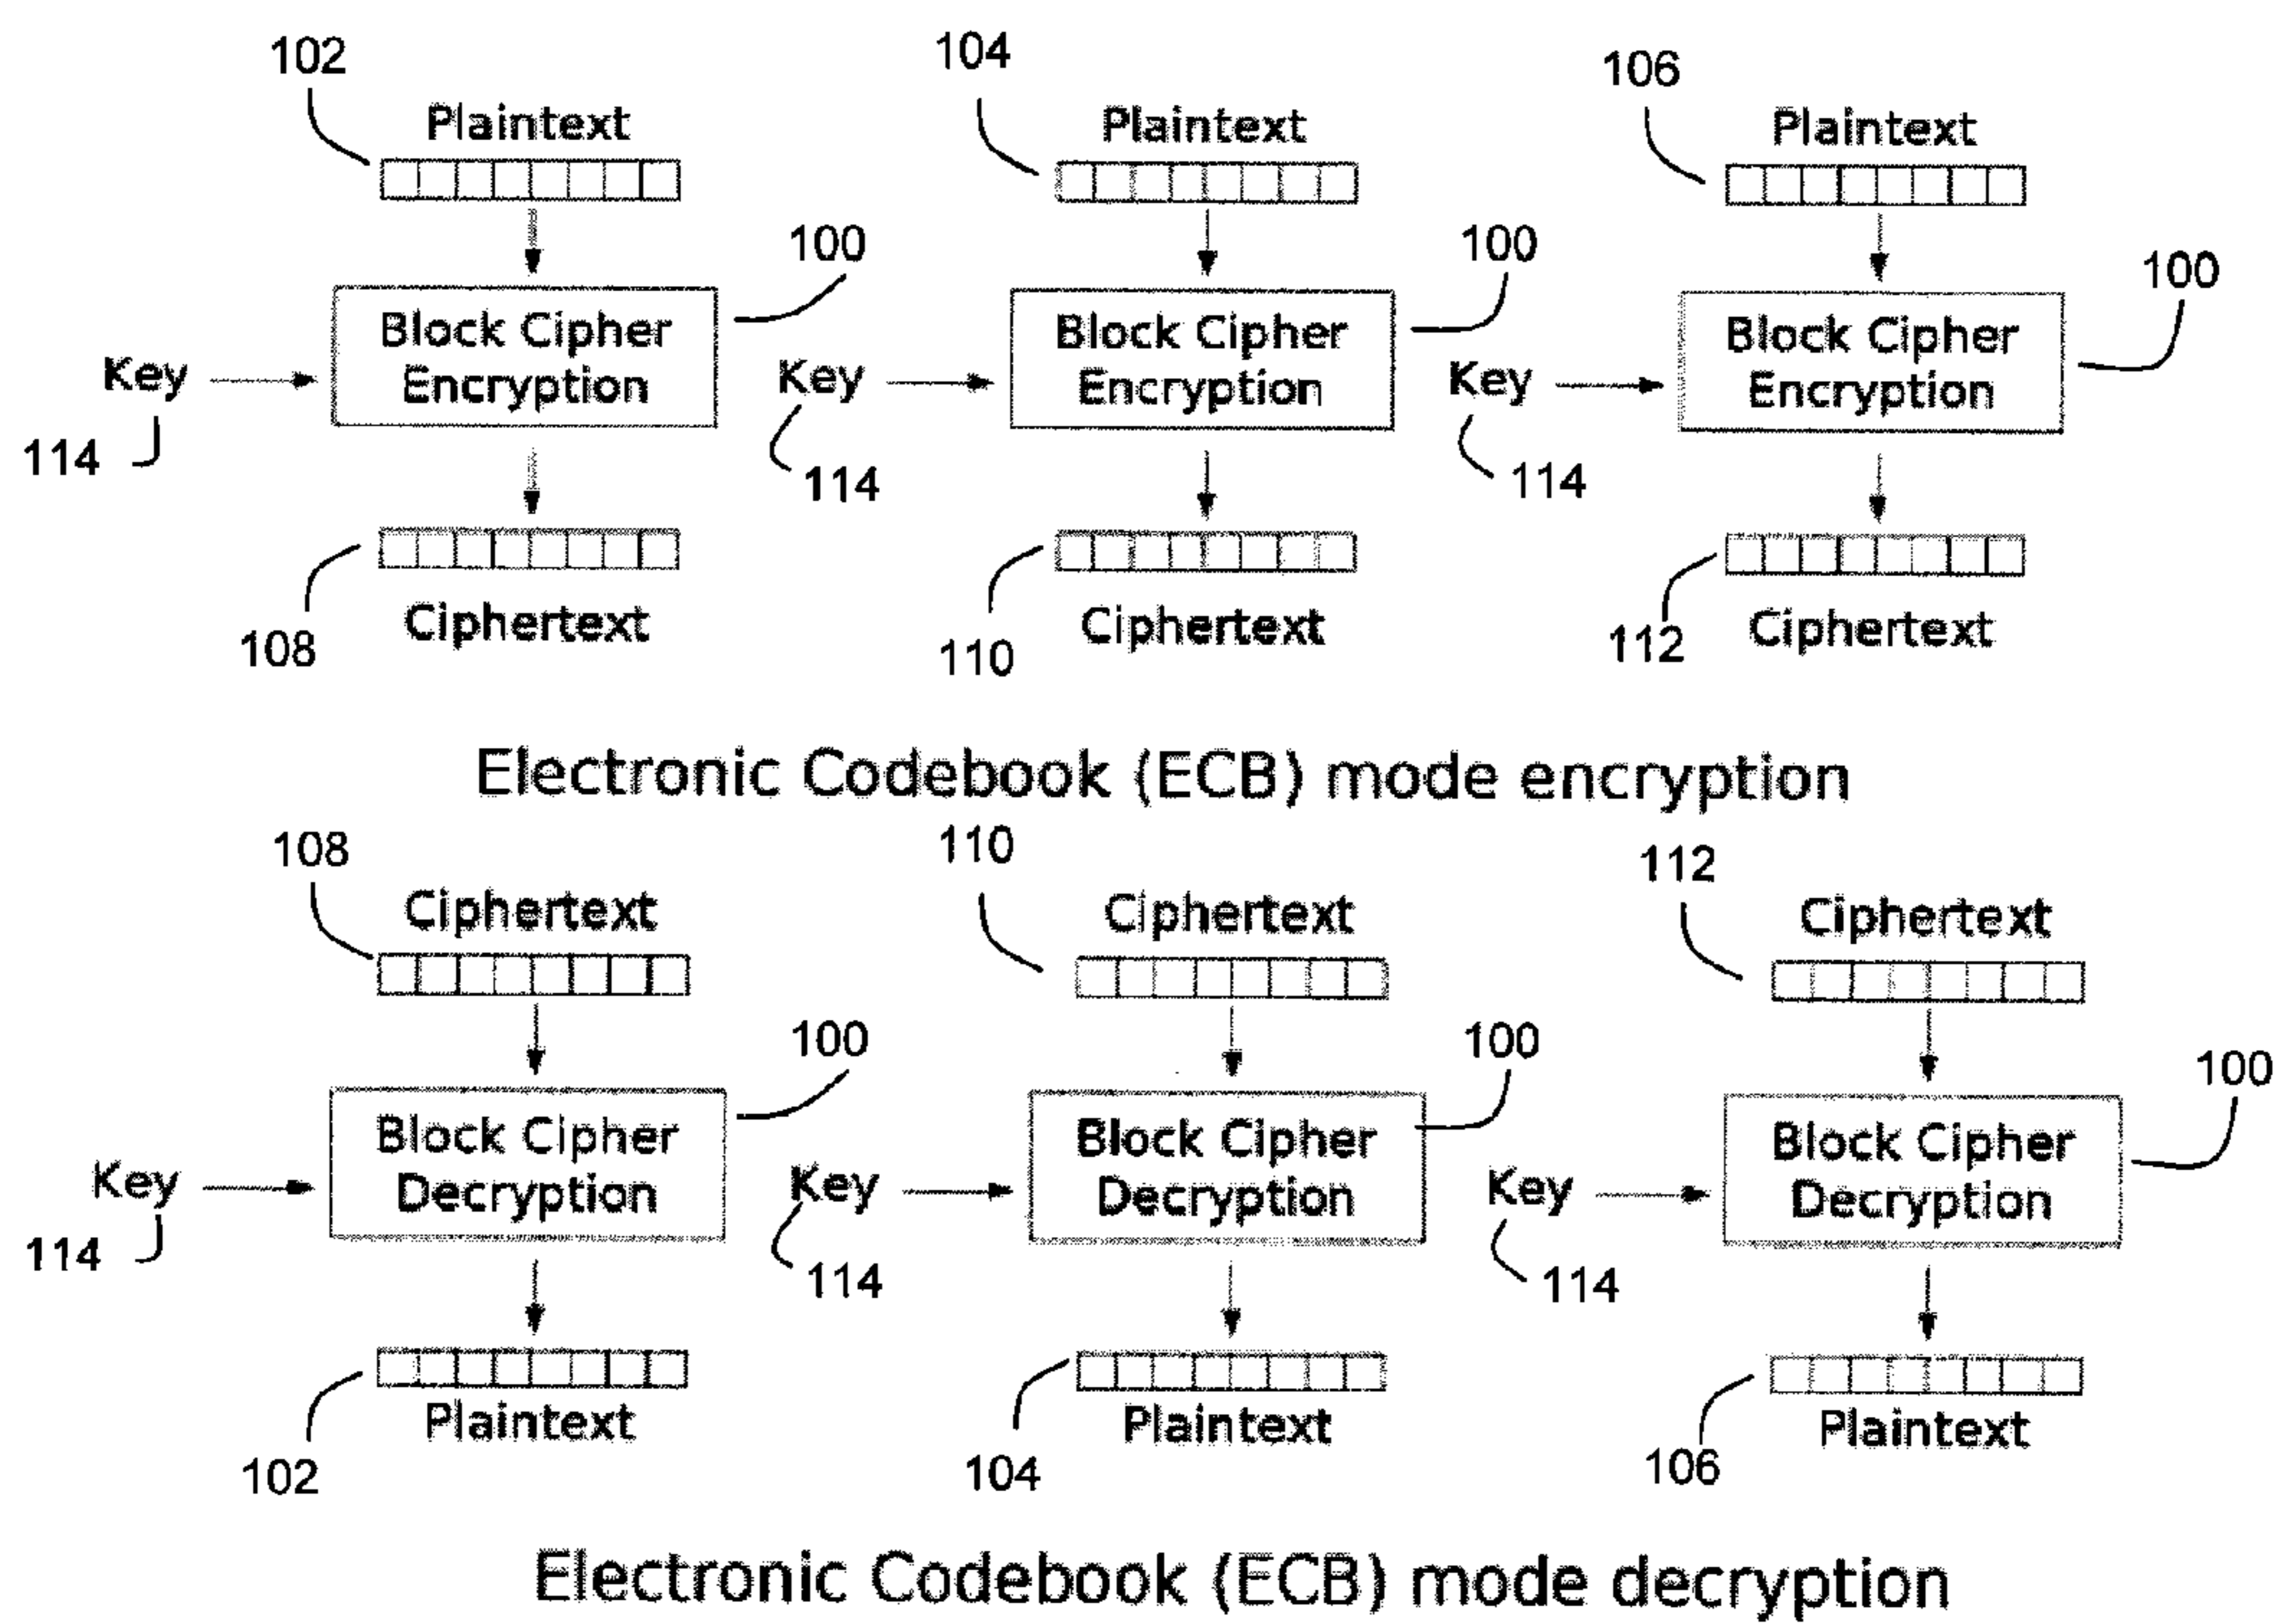 102
104
106
Plaintext
Plaintext
Plaintext
100
100
100
Block Cipher
Encryption
Block Cipher
Encryption
Block Cipher
Encryption
Key
Key
Key
114
114
114
Ciphertext
Ciphertext
Ciphertext
108
110
112
Electronic Codebook (ECB) mode encryption
108
110
112
Ciphertext
Ciphertext
Ciphertext
100
100
100
Block Cipher
Decryption
Block Cipher
Decryption
Block Cipher
Decryption
Key
Key
Key
114
114
114
Plaintext
Plaintext
Plaintext
102
104
106
Electronic Codebook (ECB) mode decryption